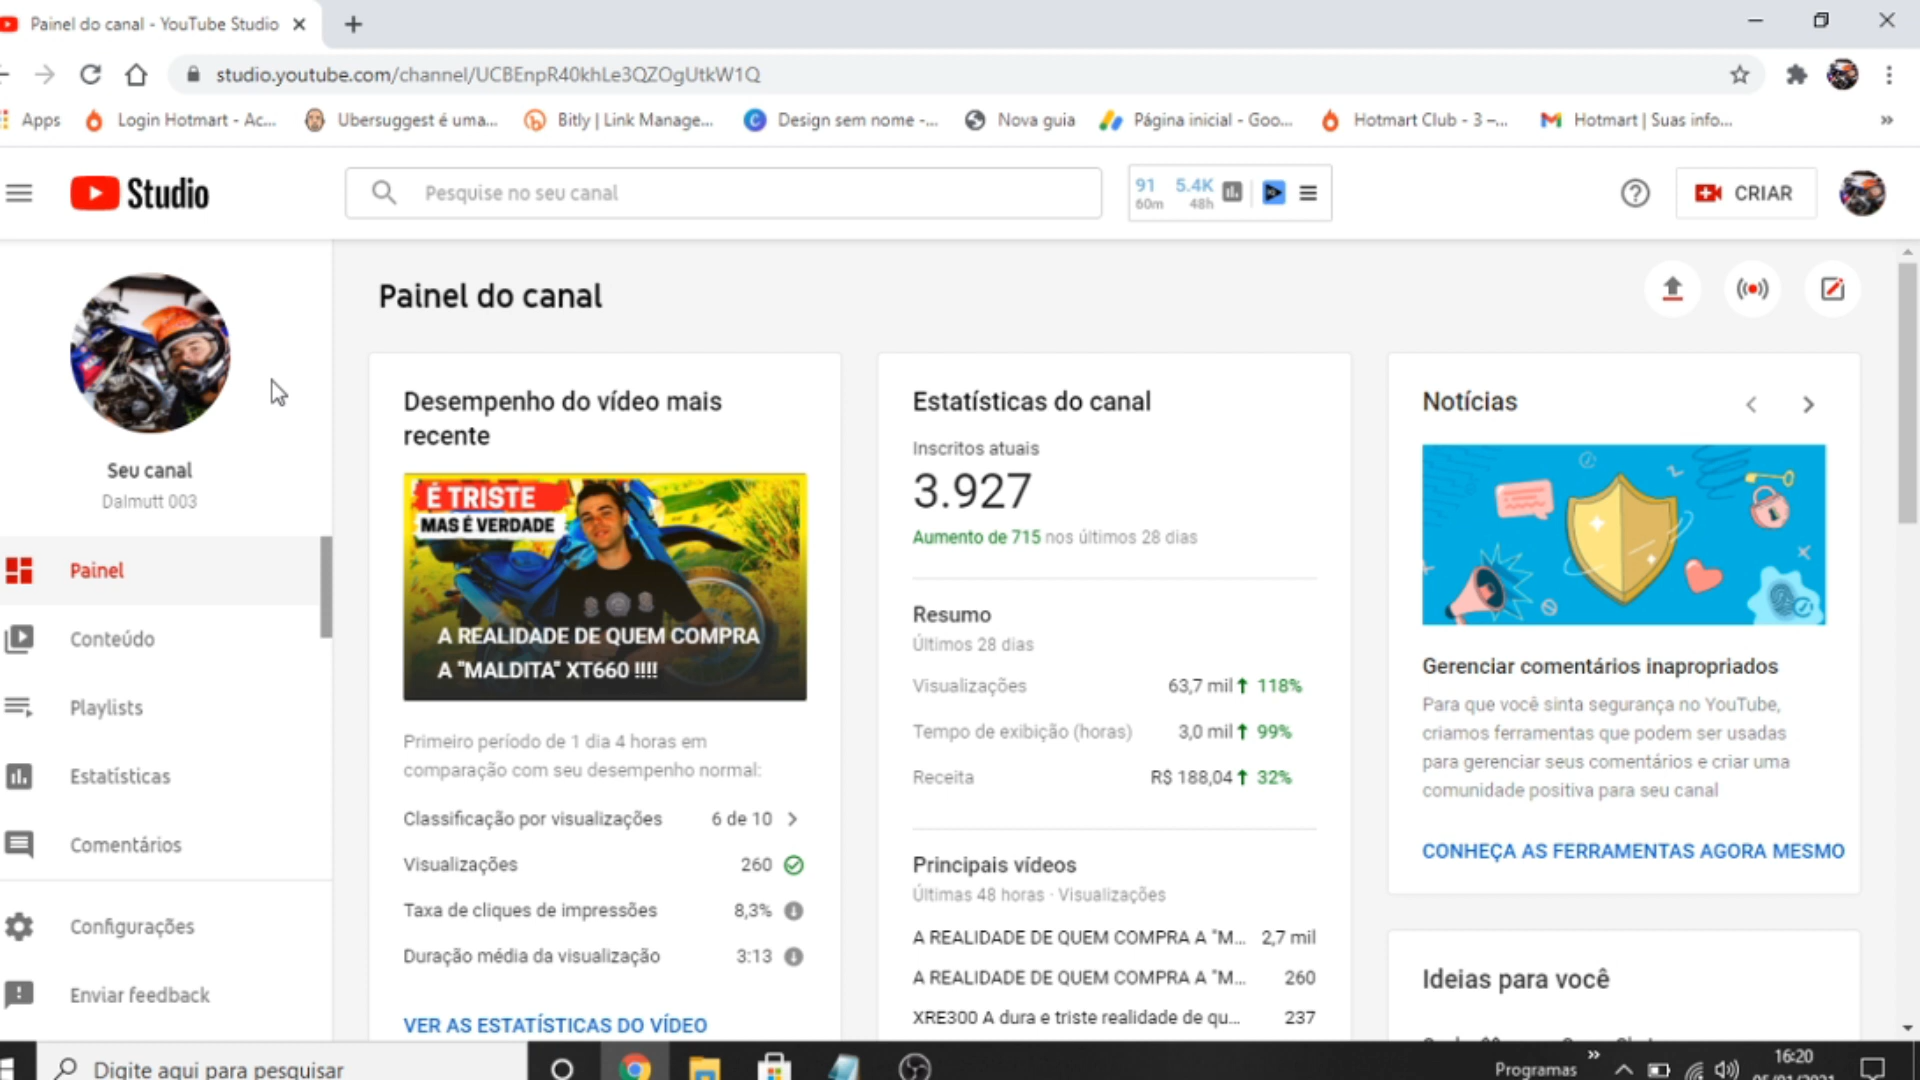 Painel do canal - YouTube Studio
studio.youtube.com/channel/UCBEnpR40khLe3QZOgUtkW1Q
Apps
Login Hotmart - Ac...
Ubersuggest é uma...
Bitly | Link Manage...
Design sem nome -...
Nova guia
Página inicial - Goo...
Hotmart Club - 3 –...
Hotmart | Suas info...
Studio
Pesquise no seu canal
91 5.4K
60m 48h
CRIAR
Seu canal
Dalmutt 003
Painel
Conteúdo
Playlists
Estatísticas
Comentários
Configurações
Enviar feedback
Painel do canal
Desempenho do vídeo mais
recente
É TRISTE
MAS É VERDADE
A REALIDADE DE QUEM COMPRA
A "MALDITA" XT660 !!!!
Primeiro período de 1 dia 4 horas em
comparação com seu desempenho normal:
Classificação por visualizações 6 de 10
Visualizações 260
Taxa de cliques de impressões 8,3%
Duração média da visualização 3:13
VER AS ESTATÍSTICAS DO VÍDEO
Estatísticas do canal
Inscritos atuais
3.927
Aumento de 715 nos últimos 28 dias
Resumo
Últimos 28 dias
Visualizações 63,7 mil 118%
Tempo de exibição (horas) 3,0 mil 99%
Receita R$ 188,04 32%
Principais vídeos
Últimas 48 horas · Visualizações
A REALIDADE DE QUEM COMPRA A "M... 2,7 mil
A REALIDADE DE QUEM COMPRA A "M... 260
XRE300 A dura e triste realidade de qu... 237
Notícias
Gerenciar comentários inapropriados
Para que você sinta segurança no YouTube,
criamos ferramentas que podem ser usadas
para gerenciar seus comentários e criar uma
comunidade positiva para seu canal
CONHEÇA AS FERRAMENTAS AGORA MESMO
Ideias para você
Digite aqui para pesquisar
Programas
16:20